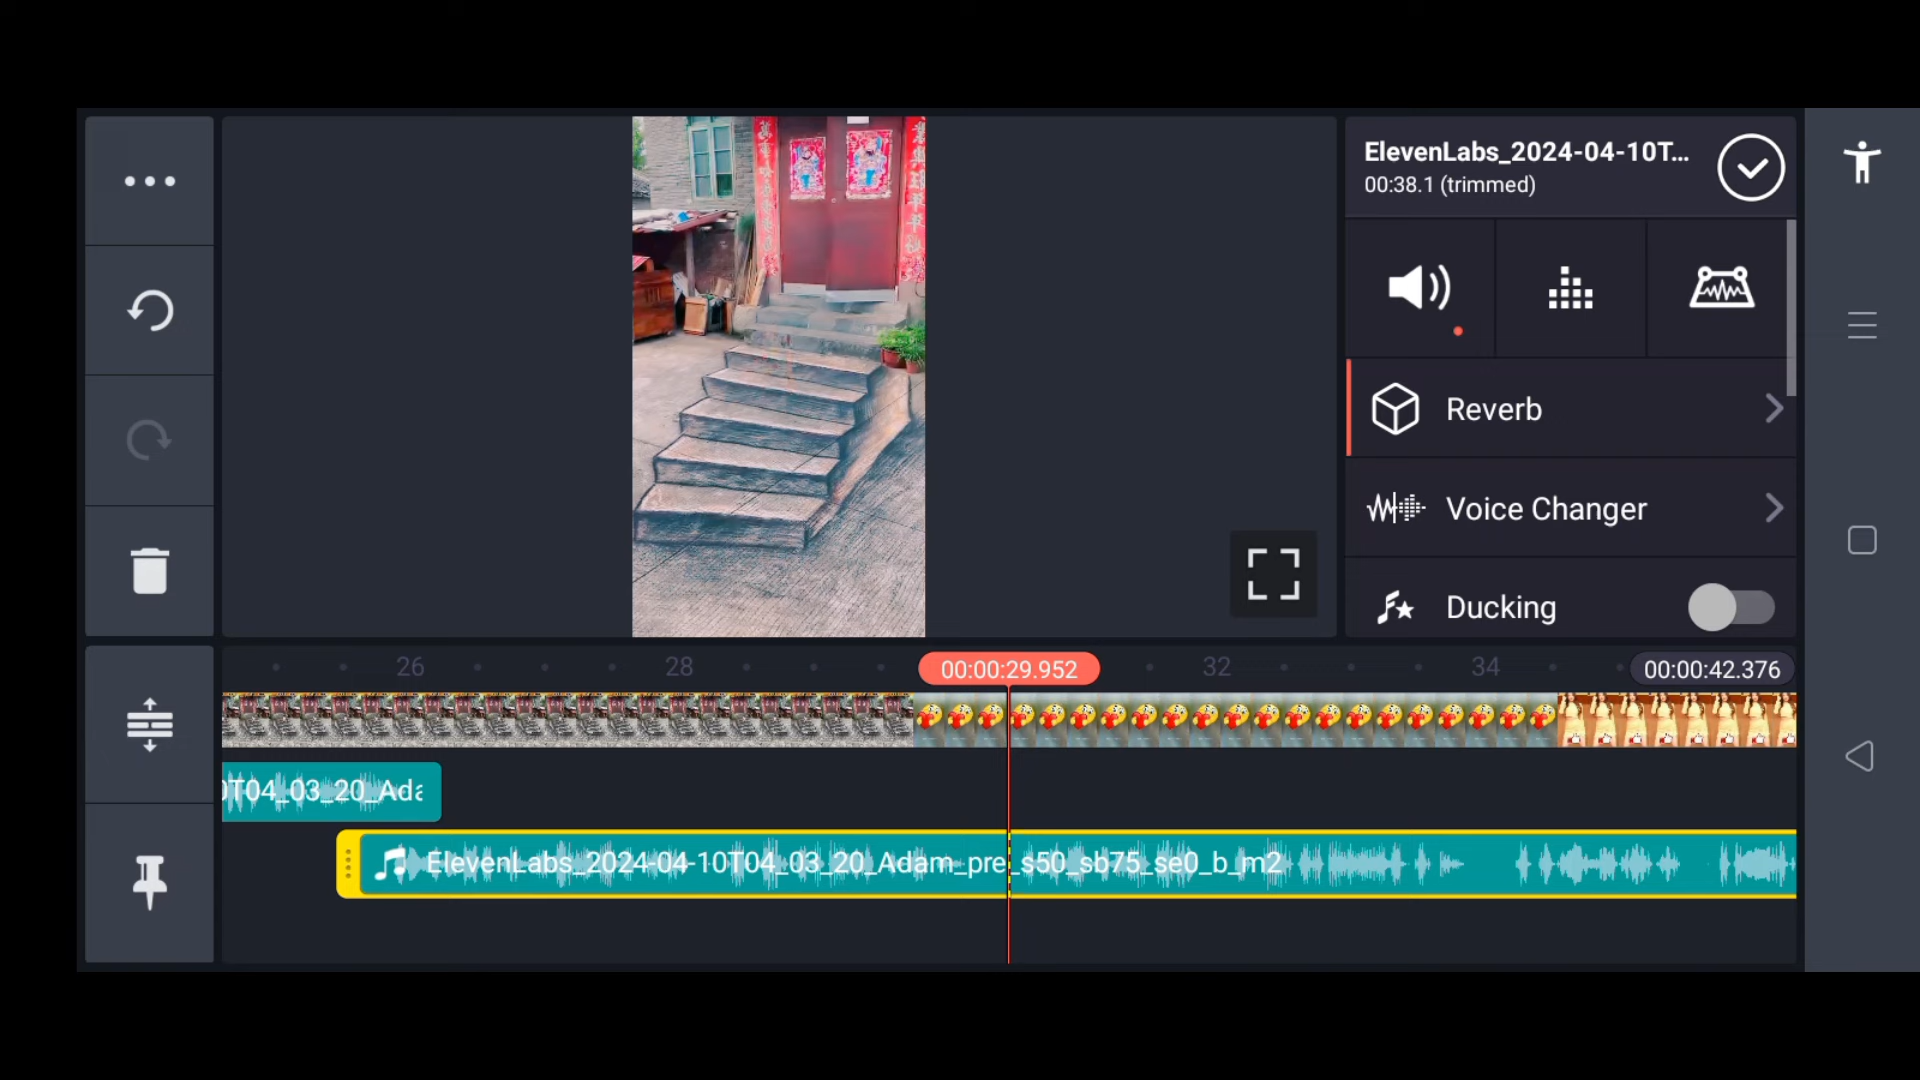 ElevenLabs_2024-04-10T...
00:38.1 (trimmed)
Reverb
Voice Changer
Ducking
26
28
00:00:29.952
32
34
00:00:42.376
0T04_03_20_Ada
ElevenLabs_2024-04-10T04_03_20_Adam_pre_s50_sb75_se0_b_m2